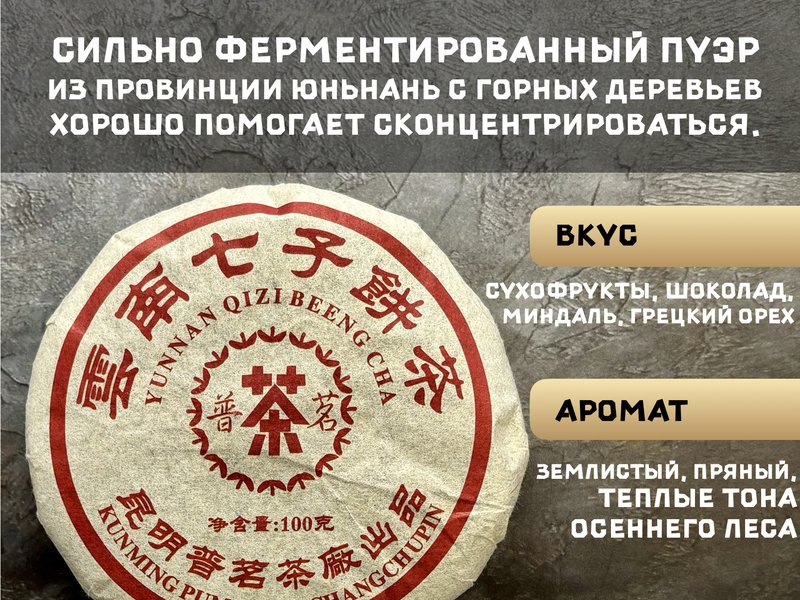 СИЛЬНО ФЕРМЕНТИРОВАННЫЙ ПУЭР
ИЗ ПРОВИНЦИИ ЮНЬНАНЬ С ГОРНЫХ ДЕРЕВЬЕВ
ХОРОШО ПОМОГАЕТ СКОНЦЕНТРИРОВАТЬСЯ.
ВКУС
СУХОФРУКТЫ, ШОКОЛАД,
МИНДАЛЬ, ГРЕЦКИЙ ОРЕХ
АРОМАТ
ЗЕМЛИСТЫЙ, ПРЯНЫЙ,
ТЕПЛЫЕ ТОНА
ОСЕННЕГО ЛЕСА
雲南七子餅茶
YUNNAN QIZI BEENG CHA
普 茶 茗
净含量:100克
昆明普茗茶廠出品
KUNMING CHANGCHUPIN